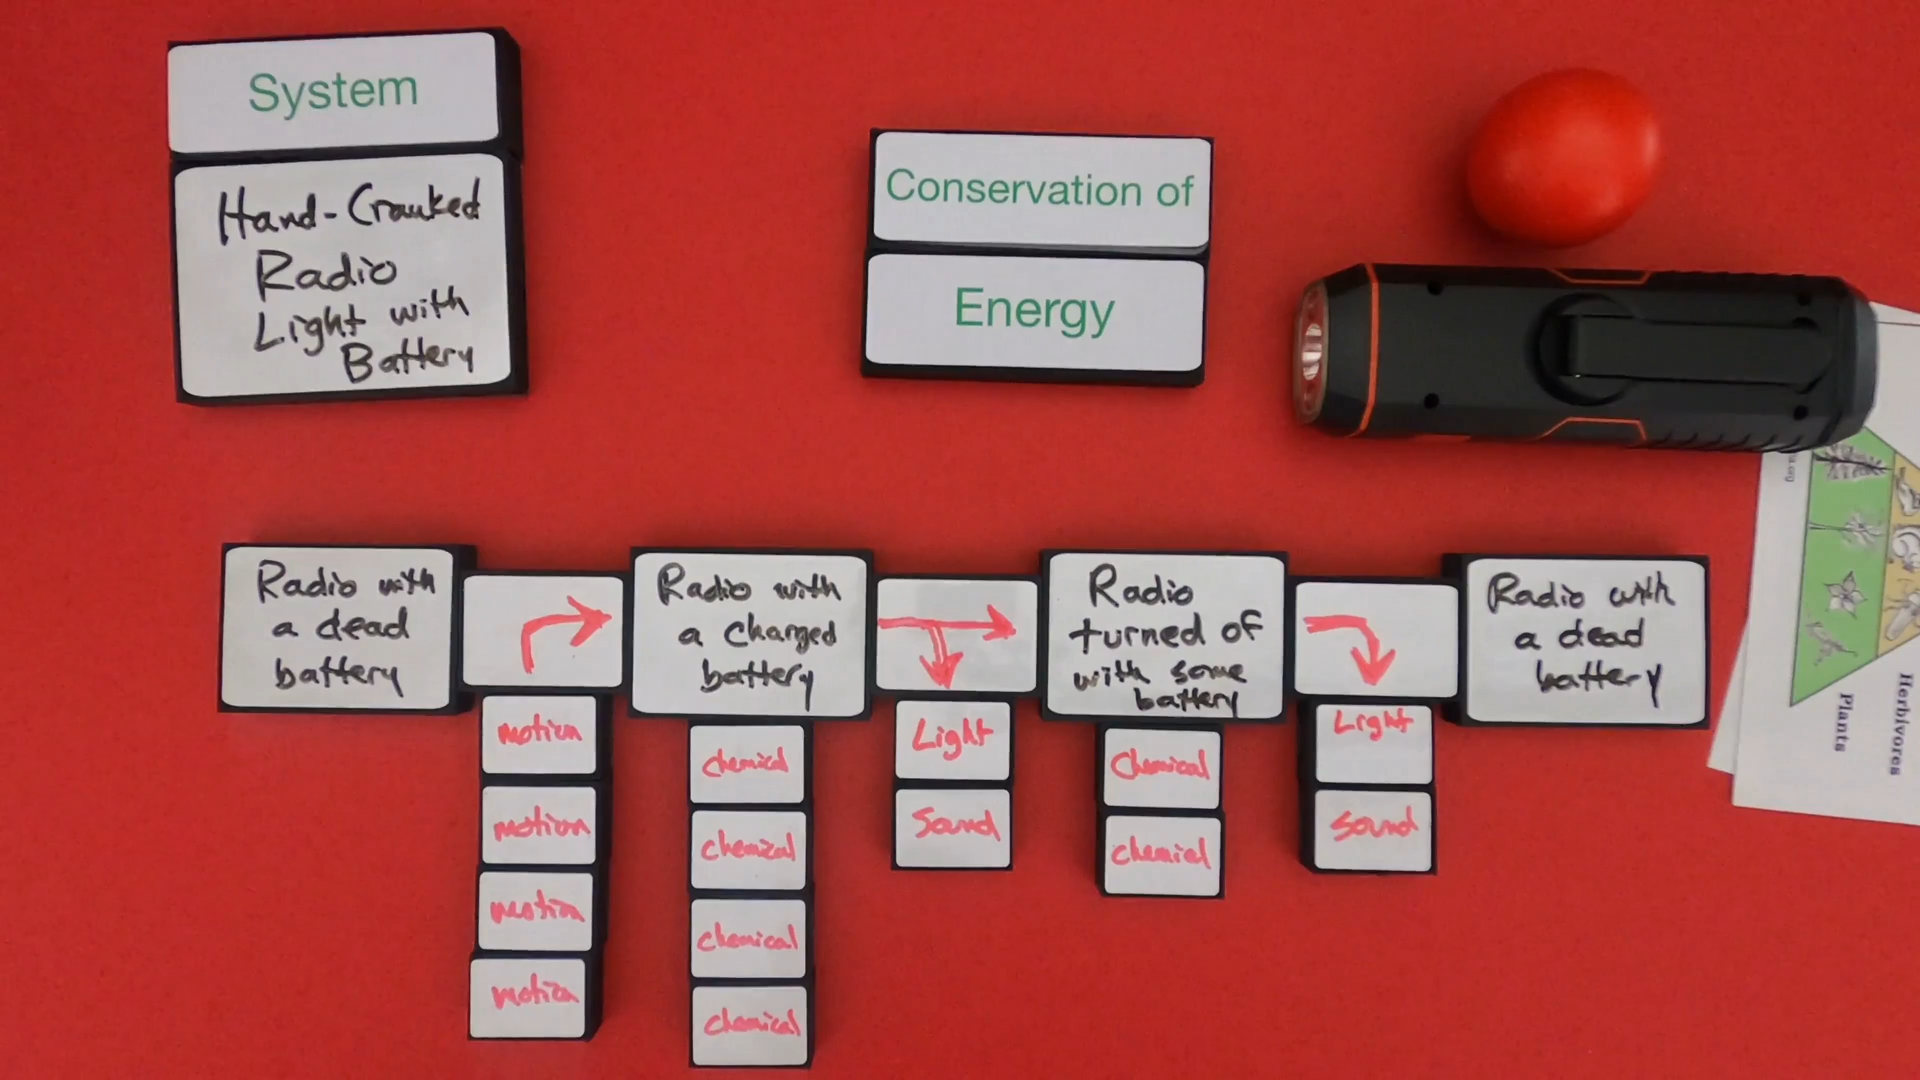 System
Hand-Cranked
Radio
Light with
Battery
Conservation of
Energy
Radio with
a dead
battery
Radio with
a charged
battery
Radio
turned of
with some
battery
Radio with
a dead
battery
motion
motion
motion
motion
chemical
chemical
chemical
chemical
Light
Sound
Chemical
chemial
Light
sound
Herbivores
Plants